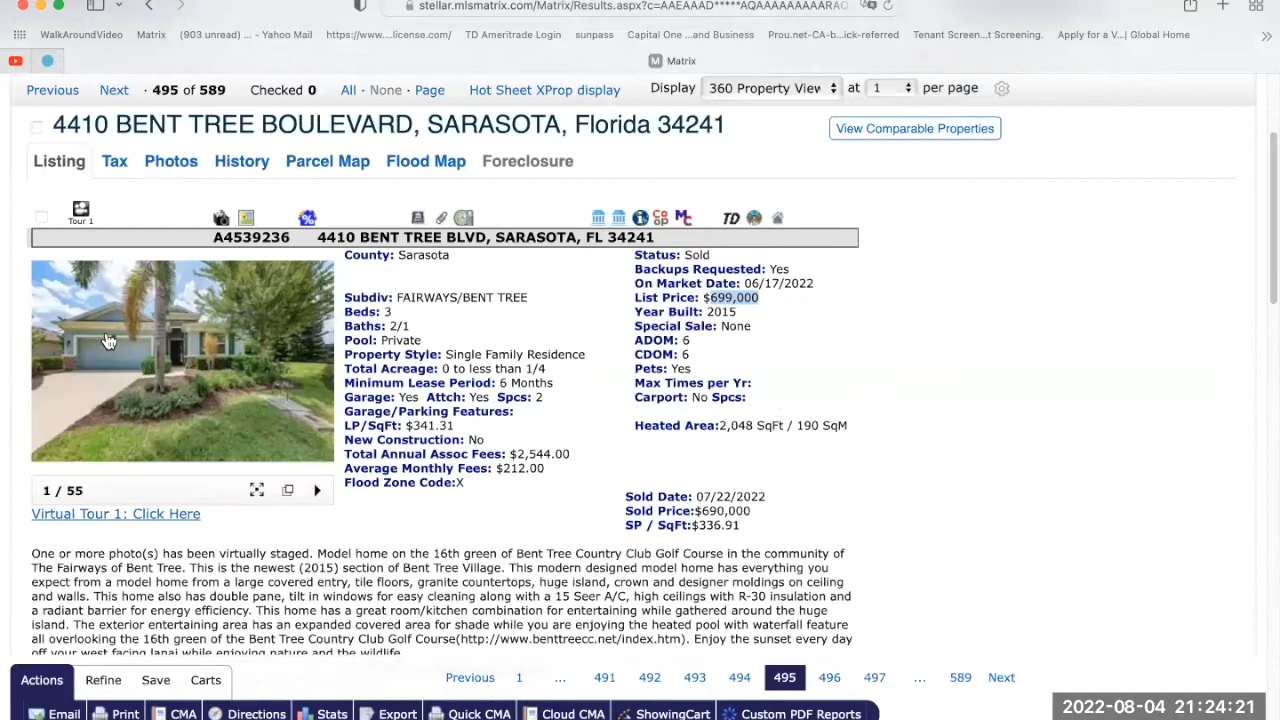 stellar.mlsmatrix.com/Matrix/Results.aspx?c=AAEAAAD*****AQAAAAAAAAARAQ
WalkAroundVideo Matrix (903 unread) ... - Yahoo Mail https://www....license.com/ TD Ameritrade Login sunpass Capital One ...and Business Prou.net-CA-b...ick-referred Tenant Screen...t Screening. Apply for a V...| Global Home
Matrix
Previous Next · 495 of 589 Checked 0 All · None · Page Hot Sheet XProp display Display 360 Property View at 1 per page
4410 BENT TREE BOULEVARD, SARASOTA, Florida 34241
View Comparable Properties
Listing Tax Photos History Parcel Map Flood Map Foreclosure
Tour 1
A4539236 4410 BENT TREE BLVD, SARASOTA, FL 34241
County: Sarasota
Subdiv: FAIRWAYS/BENT TREE
Beds: 3
Baths: 2/1
Pool: Private
Property Style: Single Family Residence
Total Acreage: 0 to less than 1/4
Minimum Lease Period: 6 Months
Garage: Yes Attch: Yes Spcs: 2
Garage/Parking Features:
LP/SqFt: $341.31
New Construction: No
Total Annual Assoc Fees: $2,544.00
Average Monthly Fees: $212.00
Flood Zone Code:X
Status: Sold
Backups Requested: Yes
On Market Date: 06/17/2022
List Price: $699,000
Year Built: 2015
Special Sale: None
ADOM: 6
CDOM: 6
Pets: Yes
Max Times per Yr:
Carport: No Spcs:
Heated Area:2,048 SqFt / 190 SqM
Sold Date: 07/22/2022
Sold Price:$690,000
SP / SqFt:$336.91
1 / 55
Virtual Tour 1: Click Here
One or more photo(s) has been virtually staged. Model home on the 16th green of Bent Tree Country Club Golf Course in the community of
The Fairways of Bent Tree. This is the newest (2015) section of Bent Tree Village. This modern designed model home has everything you
expect from a model home from a large covered entry, tile floors, granite countertops, huge island, crown and designer moldings on ceiling
and walls. This home also has double pane, tilt in windows for easy cleaning along with a 15 Seer A/C, high ceilings with R-30 insulation and
a radiant barrier for energy efficiency. This home has a great room/kitchen combination for entertaining while gathered around the huge
island. The exterior entertaining area has an expanded covered area for shade while you are enjoying the heated pool with waterfall feature
all overlooking the 16th green of the Bent Tree Country Club Golf Course(http://www.benttreecc.net/index.htm). Enjoy the sunset every day
off your west facing lanai while enjoying nature and the wildlife.
Actions Refine Save Carts
Previous 1 ... 491 492 493 494 495 496 497 ... 589 Next
Email Print CMA Directions Stats Export Quick CMA Cloud CMA ShowingCart Custom PDF Reports
2022-08-04 21:24:21